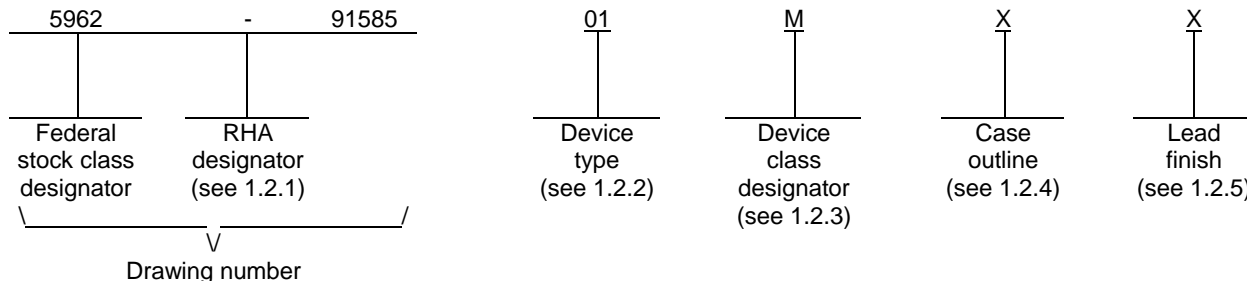 5962 - 91585 01 M X X
Federal stock class designator
RHA designator (see 1.2.1)
Device type (see 1.2.2)
Device class designator (see 1.2.3)
Case outline (see 1.2.4)
Lead finish (see 1.2.5)
Drawing number